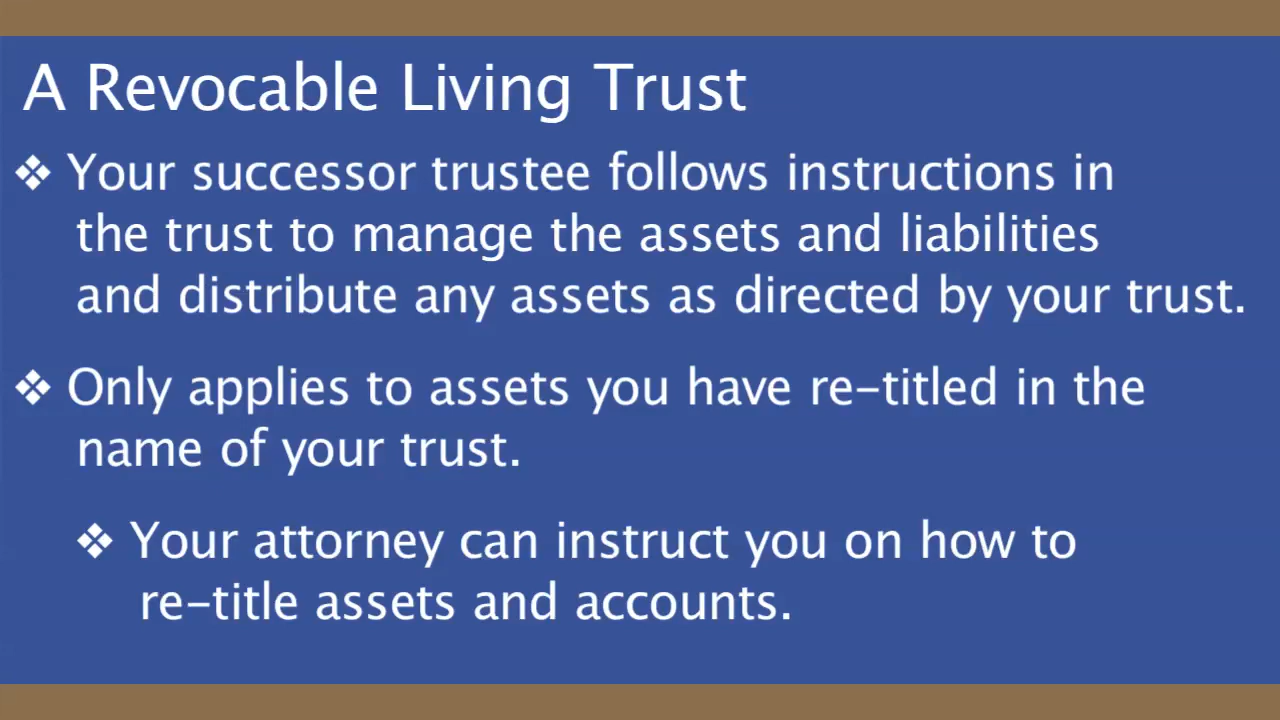 A Revocable Living Trust
❖ Your successor trustee follows instructions in
the trust to manage the assets and liabilities
and distribute any assets as directed by your trust.
❖ Only applies to assets you have re-titled in the
name of your trust.
❖ Your attorney can instruct you on how to
re-title assets and accounts.